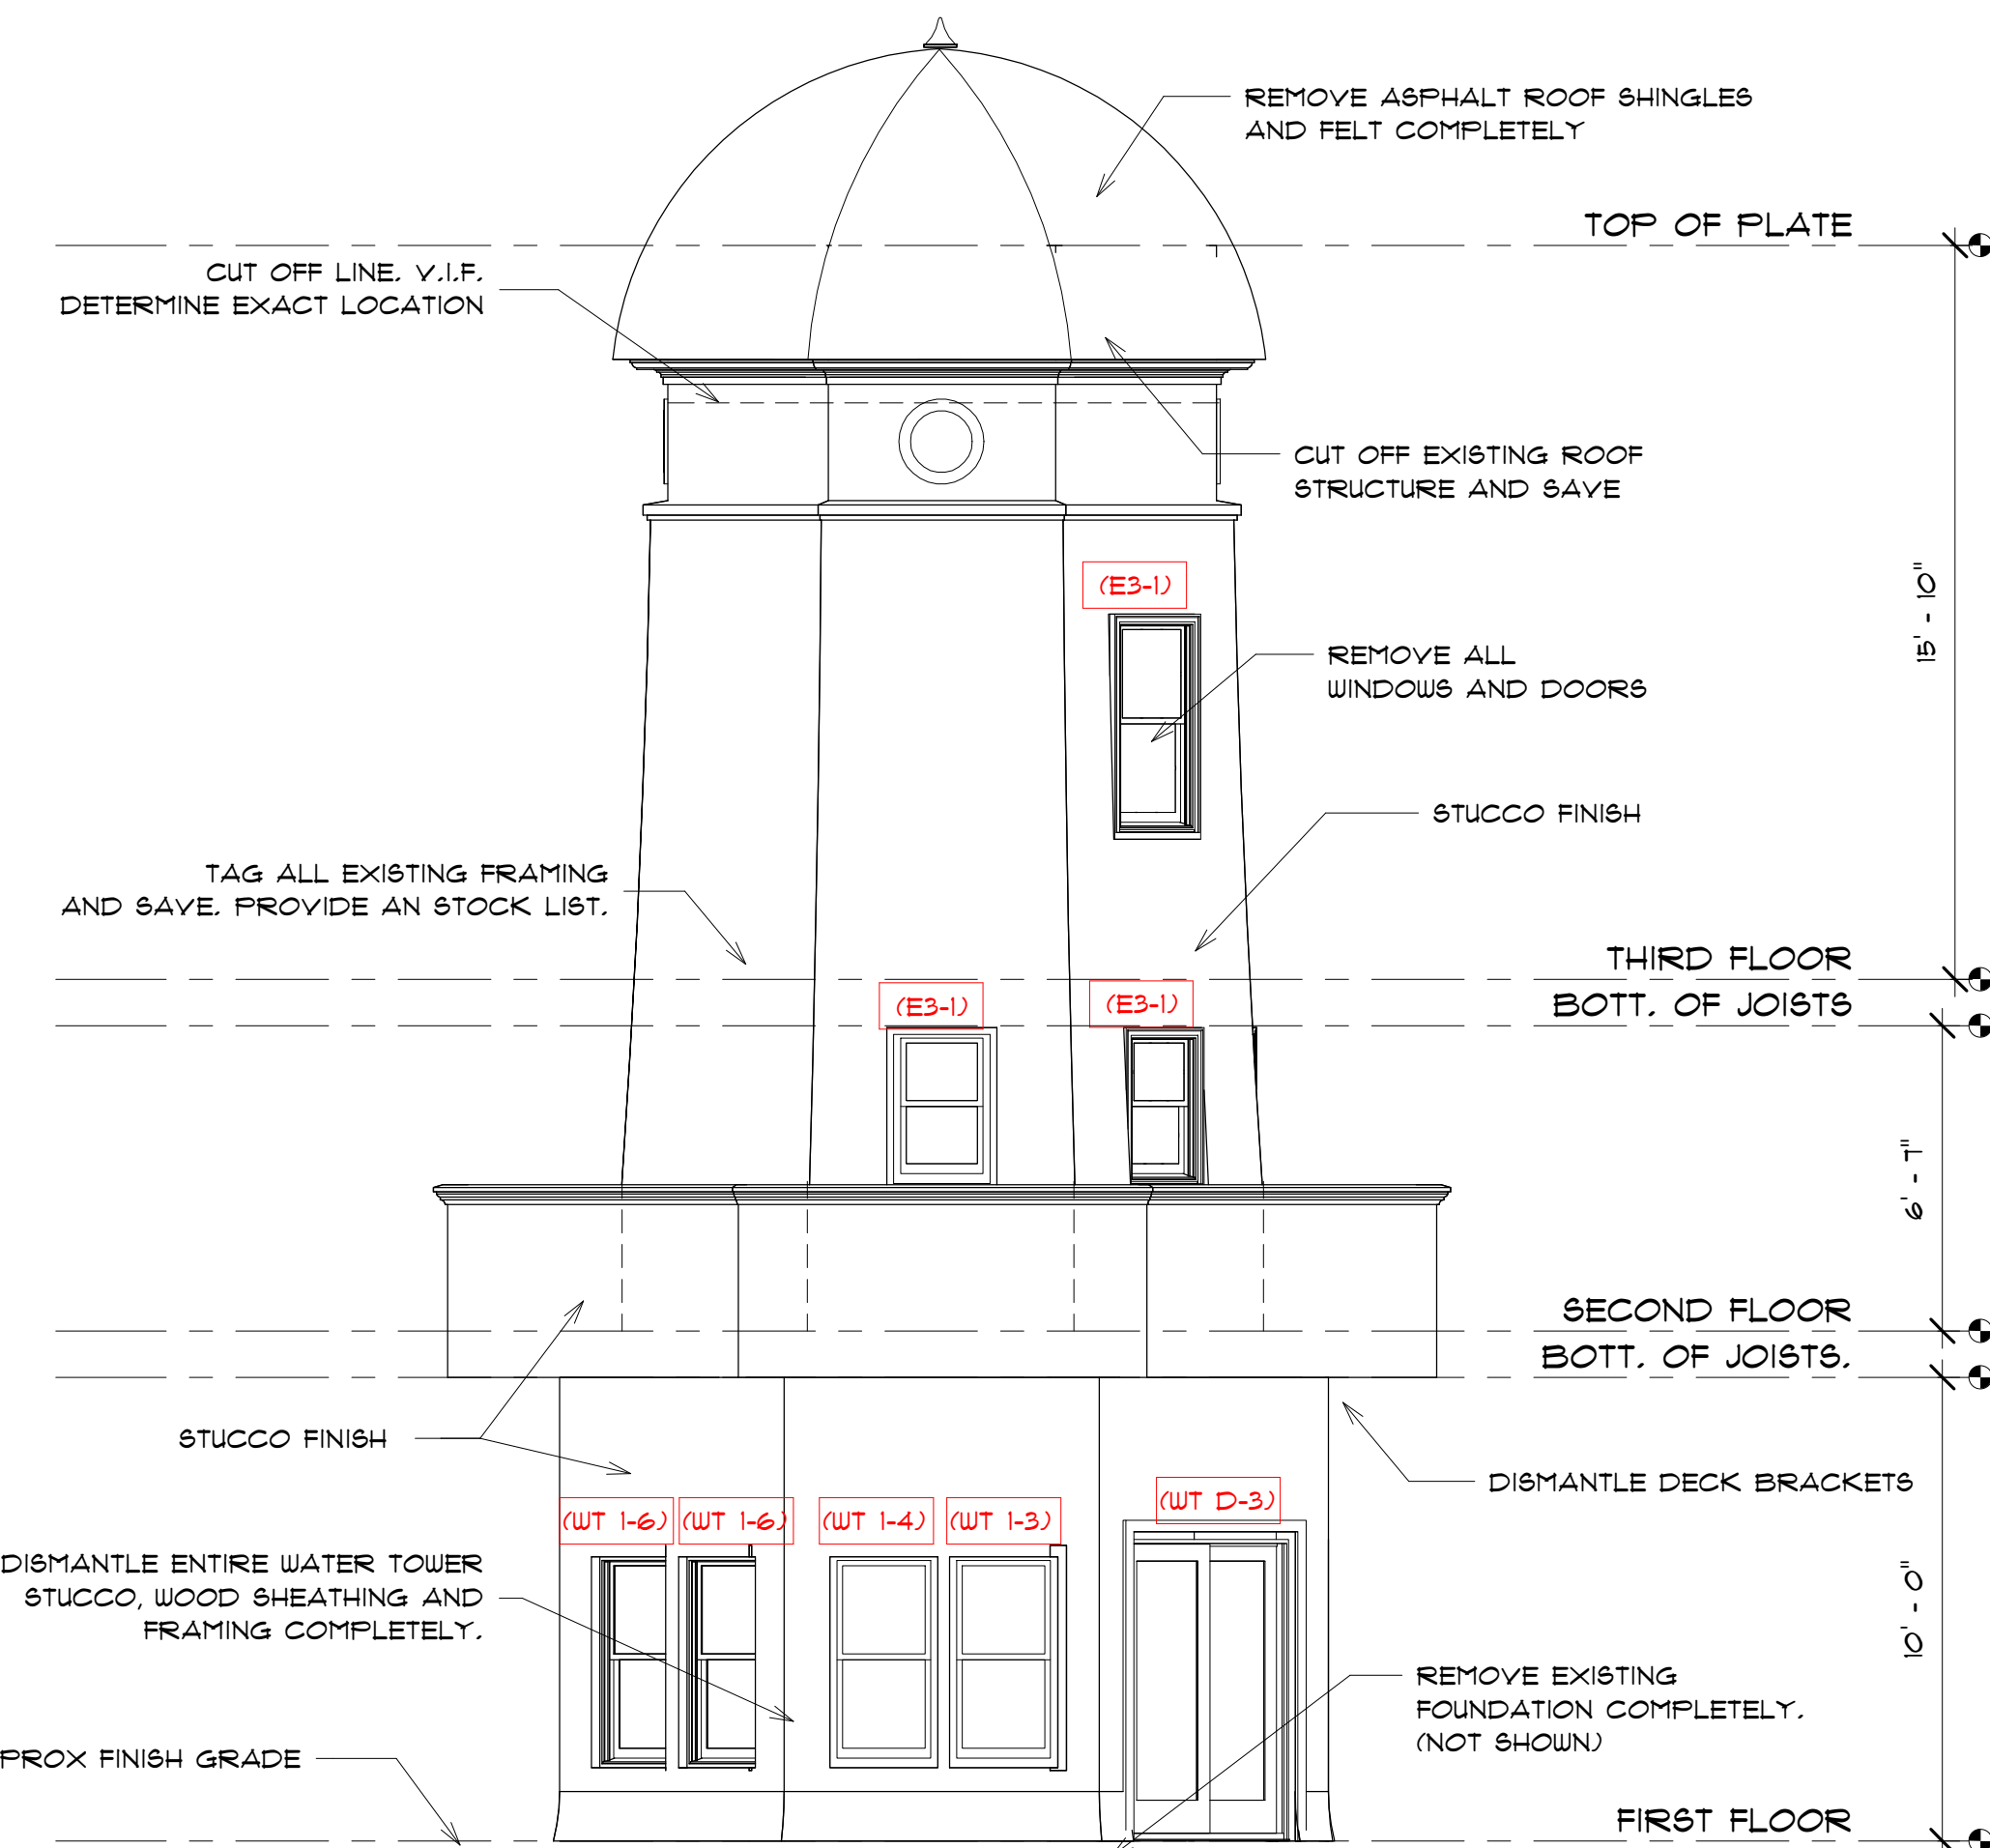 REMOVE ASPHALT ROOF SHINGLES
AND FELT COMPLETELY
TOP OF PLATE
CUT OFF LINE. V.I.F.
DETERMINE EXACT LOCATION
CUT OFF EXISTING ROOF
STRUCTURE AND SAVE
(E3-1)
15' - 10"
REMOVE ALL
WINDOWS AND DOORS
STUCCO FINISH
TAG ALL EXISTING FRAMING
AND SAVE. PROVIDE AN STOCK LIST.
THIRD FLOOR
(E3-1)
(E3-1)
BOTT. OF JOISTS
6' - 7"
SECOND FLOOR
BOTT. OF JOISTS.
STUCCO FINISH
DISMANTLE DECK BRACKETS
(WT 1-6)
(WT 1-6)
(WT 1-4)
(WT 1-3)
(WT D-3)
DISMANTLE ENTIRE WATER TOWER
STUCCO, WOOD SHEATHING AND
FRAMING COMPLETELY.
10' - 0"
REMOVE EXISTING
FOUNDATION COMPLETELY.
(NOT SHOWN)
PROX FINISH GRADE
FIRST FLOOR